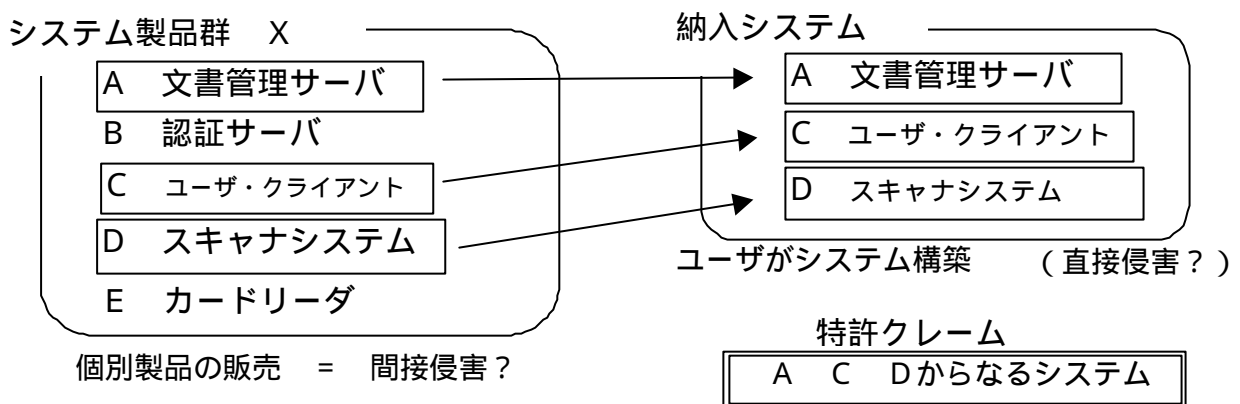 システム製品群 X
A 文書管理サーバ
B 認証サーバ
C ユーザ・クライアント
D スキャナシステム
E カードリーダ
個別製品の販売 = 間接侵害?
納入システム
A 文書管理サーバ
C ユーザ・クライアント
D スキャナシステム
ユーザがシステム構築 (直接侵害?)
特許クレーム
A C Dからなるシステム